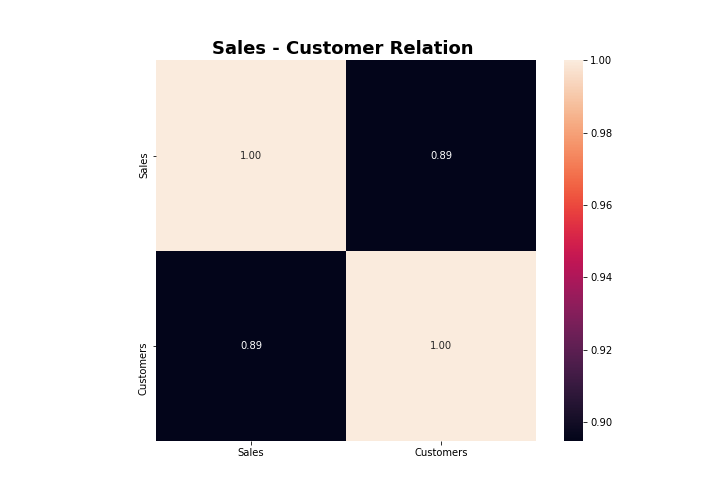 Sales - Customer Relation
1.00
0.89
0.89
1.00
Sales
Customers
Sales
Customers
1.00
0.98
0.96
0.94
0.92
0.90